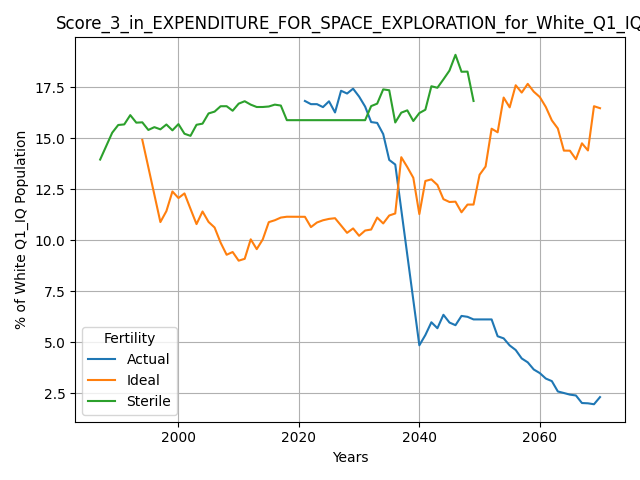 Score_3_in_EXPENDITURE_FOR_SPACE_EXPLORATION_for_White_Q1_IQ
17.5
15.0
12.5
10.0
7.5
5.0
2.5
% of White Q1_IQ Population
Fertility
Actual
Ideal
Sterile
2000
2020
2040
2060
Years